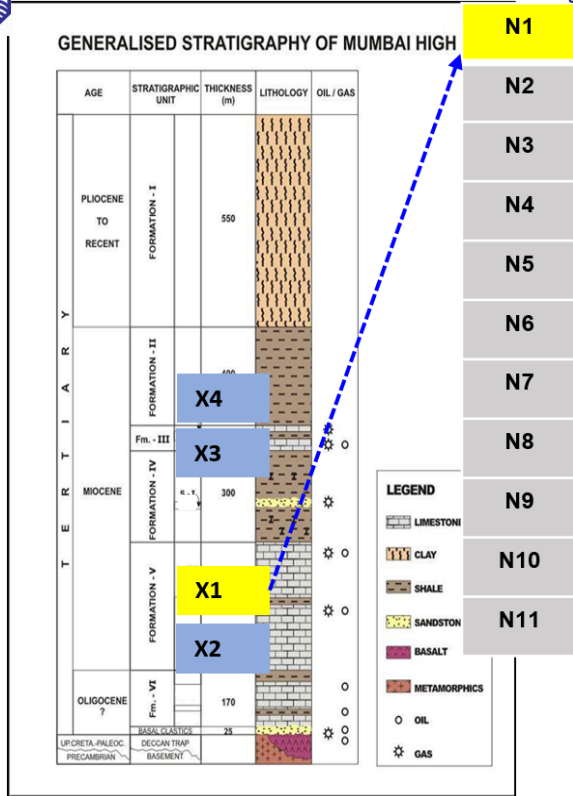 GENERALISED STRATIGRAPHY OF MUMBAI HIGH
AGE
STRATIGRAPHIC
UNIT
THICKNESS
(m)
LITHOLOGY
OIL / GAS
TERTIARY
PLIOCENE
TO
RECENT
FORMATION - I
550
FORMATION - II
X4
Fm. - III
X3
MIOCENE
FORMATION - IV
300
FORMATION - V
X1
X2
OLIGOCENE
?
Fm. - VI
170
BASAL CLASTICS
25
UP.CRETA.-PALEOC.
DECCAN TRAP
PRECAMBRIAN
BASEMENT
LEGEND
LIMESTONE
CLAY
SHALE
SANDSTON
BASALT
METAMORPHICS
OIL
GAS
N1
N2
N3
N4
N5
N6
N7
N8
N9
N10
N11